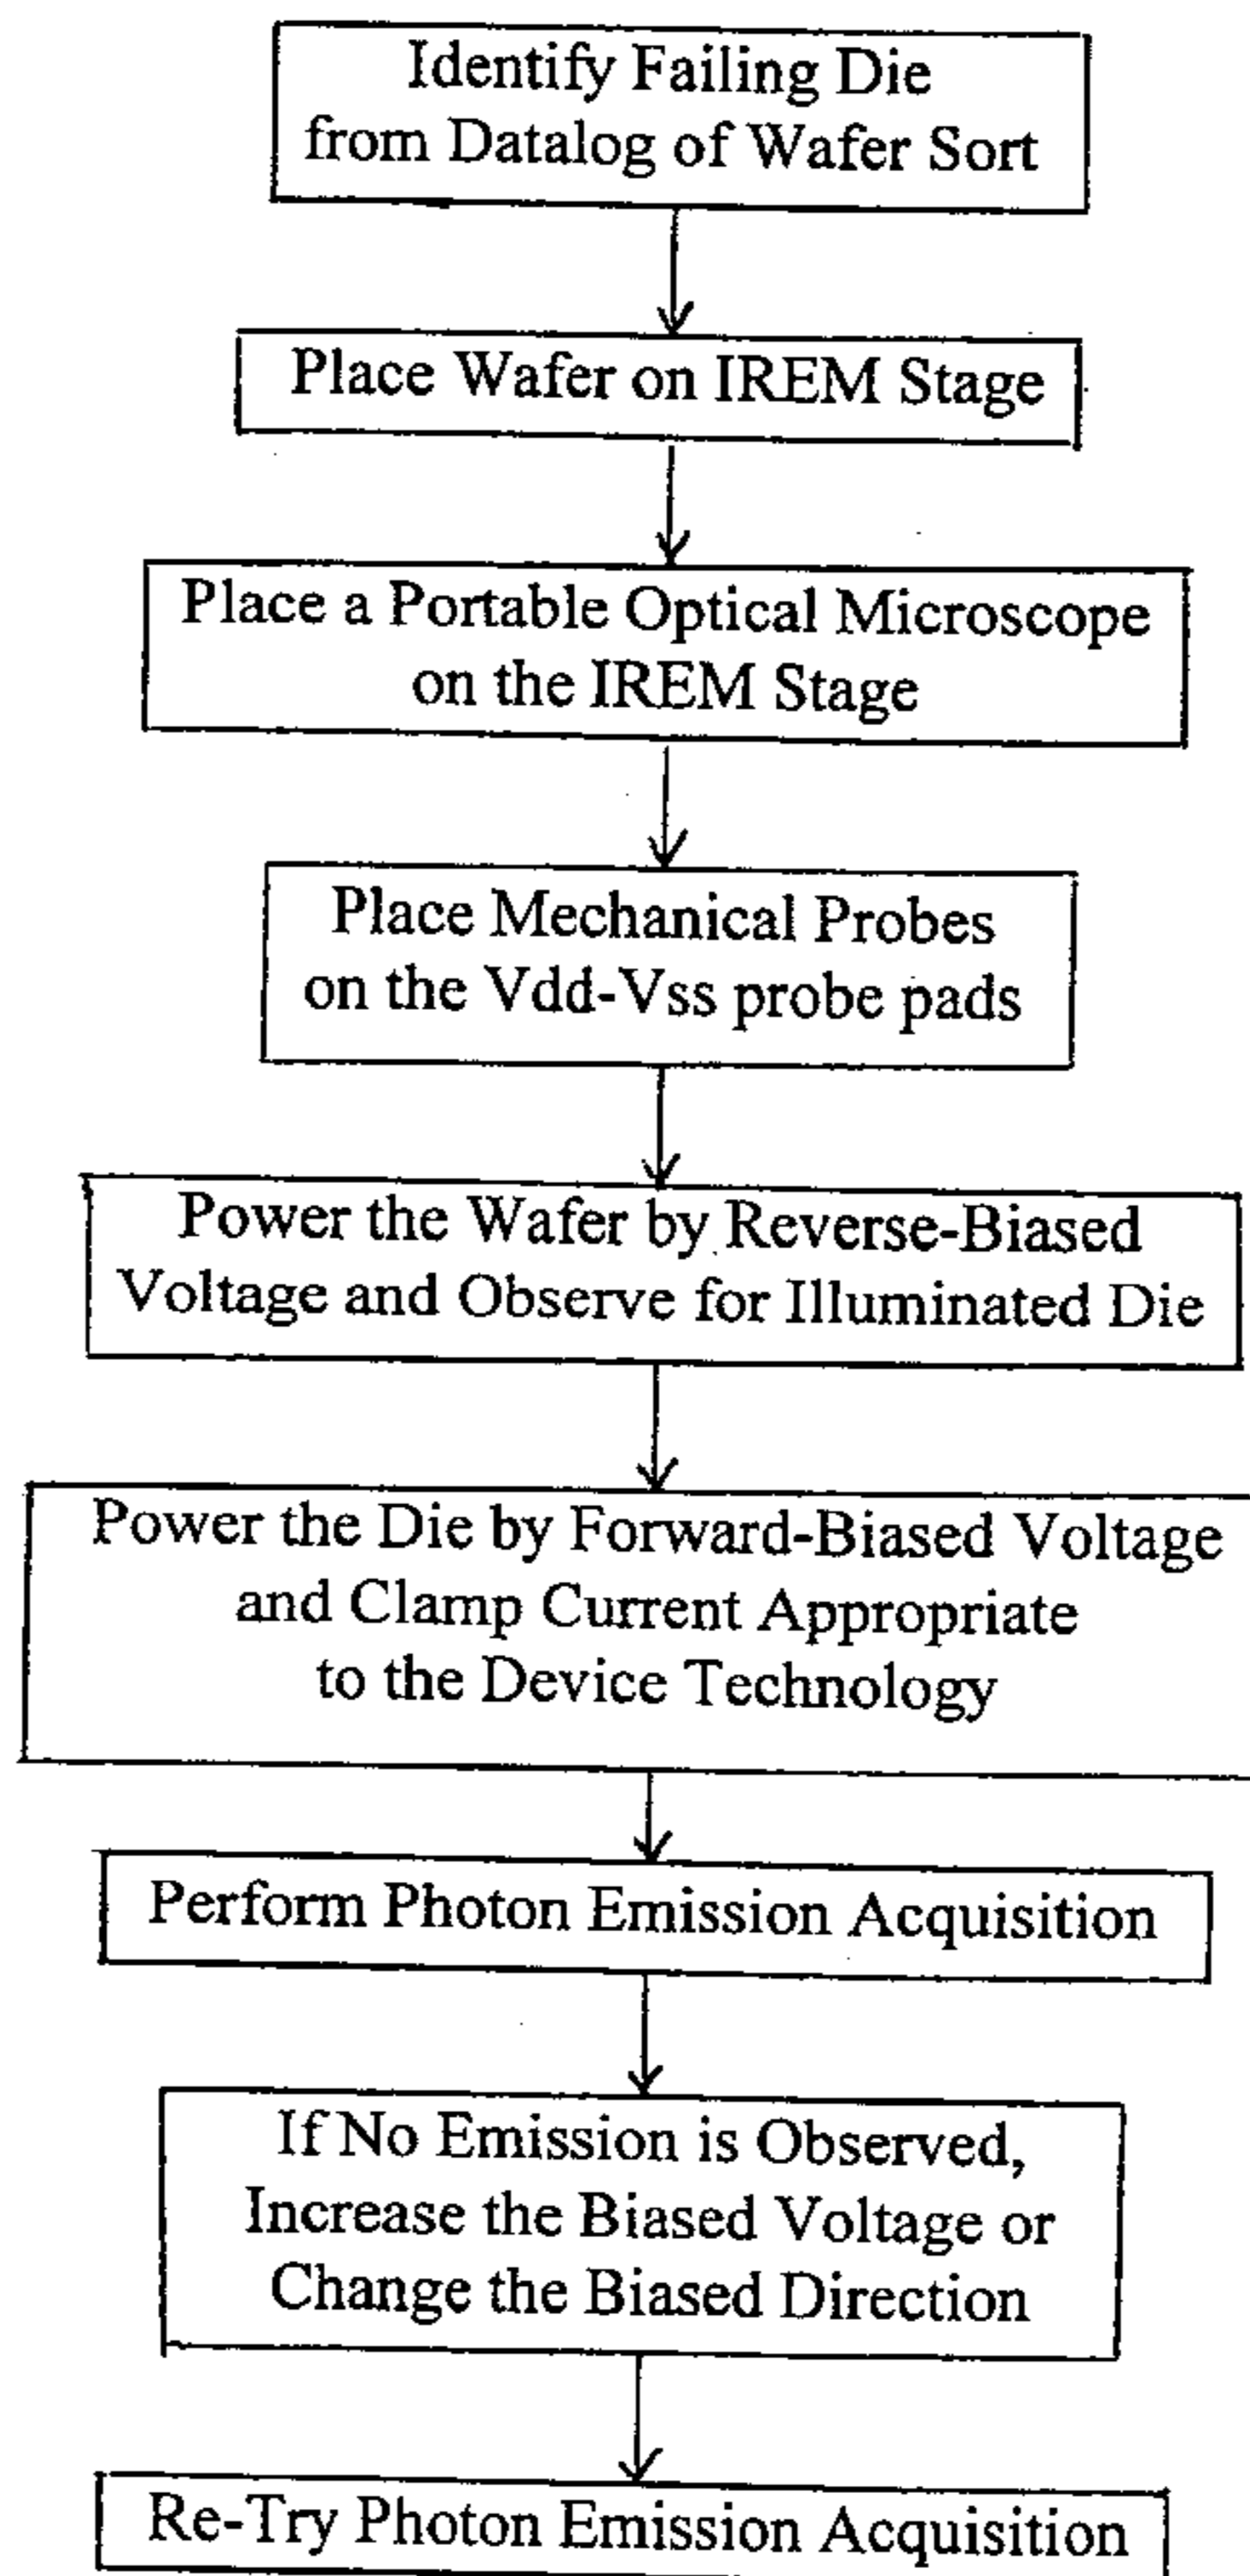 Identify Failing Die
from Datalog of Wafer Sort
Place Wafer on IREM Stage
Place a Portable Optical Microscope
on the IREM Stage
Place Mechanical Probes
on the Vdd-Vss probe pads
Power the Wafer by Reverse-Biased
Voltage and Observe for Illuminated Die
Power the Die by Forward-Biased Voltage
and Clamp Current Appropriate
to the Device Technology
Perform Photon Emission Acquisition
If No Emission is Observed,
Increase the Biased Voltage or
Change the Biased Direction
Re-Try Photon Emission Acquisition